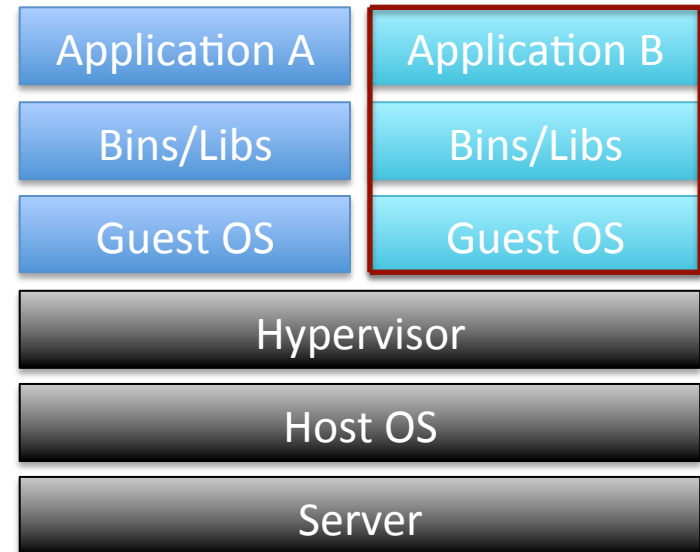 Application A
Application B
Bins/Libs
Bins/Libs
Guest OS
Guest OS
Hypervisor
Host OS
Server